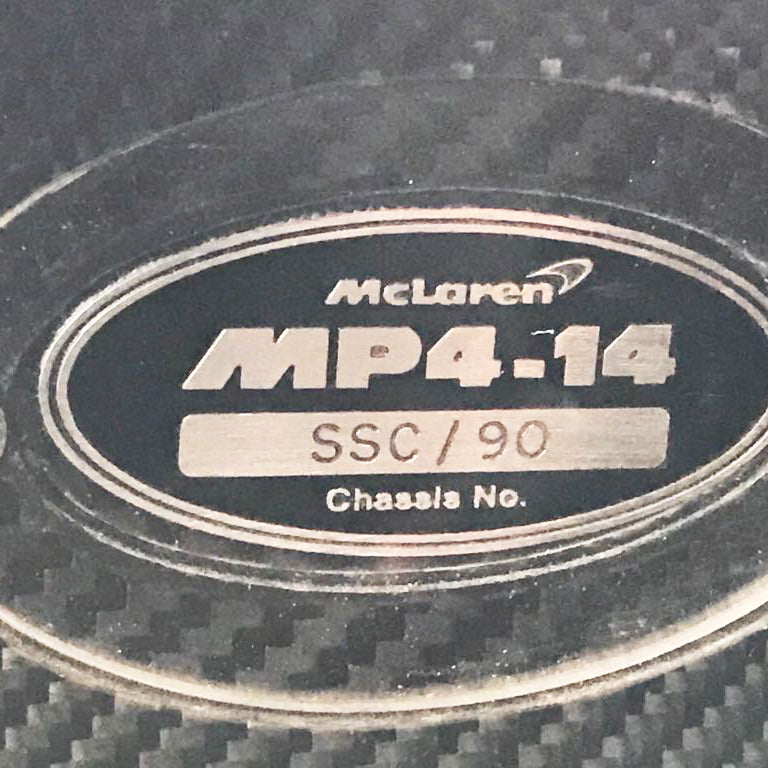 McLaren
MP4-14
SSC/90
Chassis No.